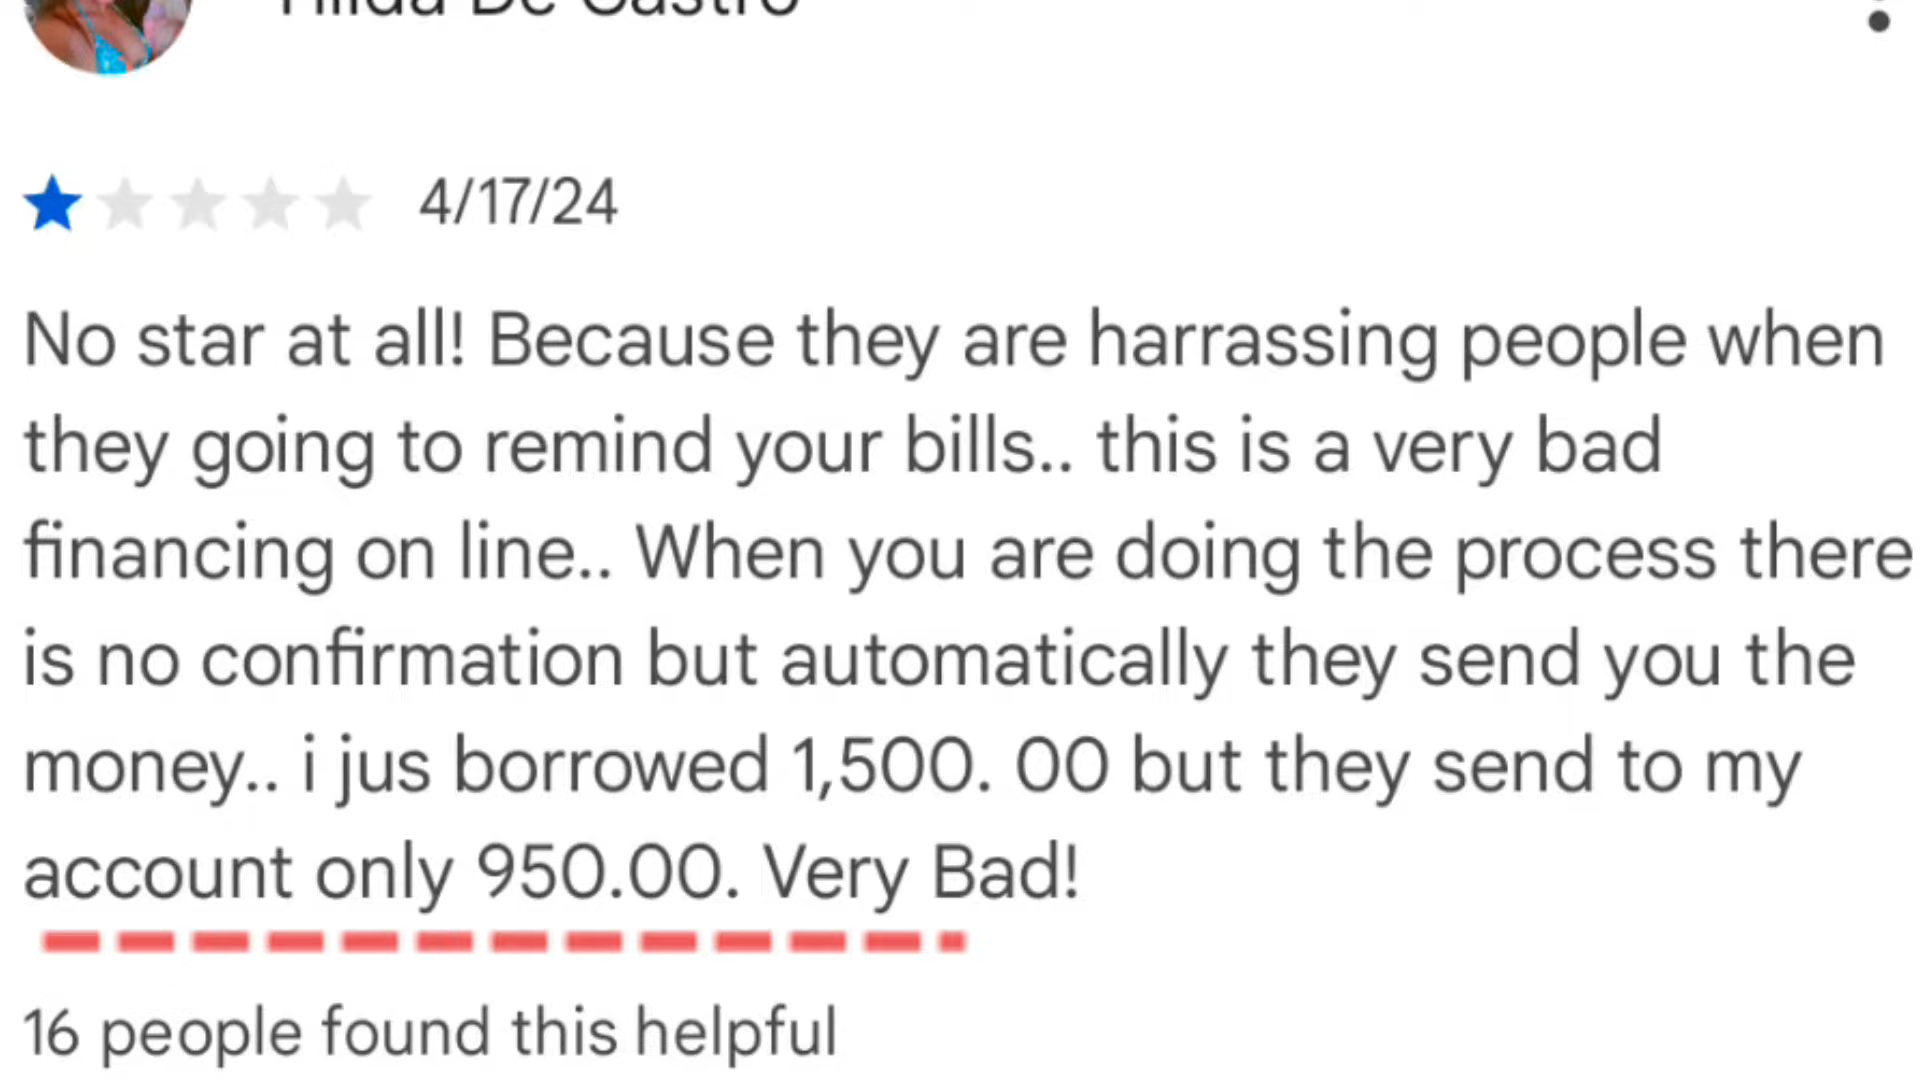 De Castro
4/17/24
No star at all! Because they are harrassing people when
they going to remind your bills.. this is a very bad
financing on line.. When you are doing the process there
is no confirmation but automatically they send you the
money.. i jus borrowed 1,500. 00 but they send to my
account only 950.00. Very Bad!
16 people found this helpful